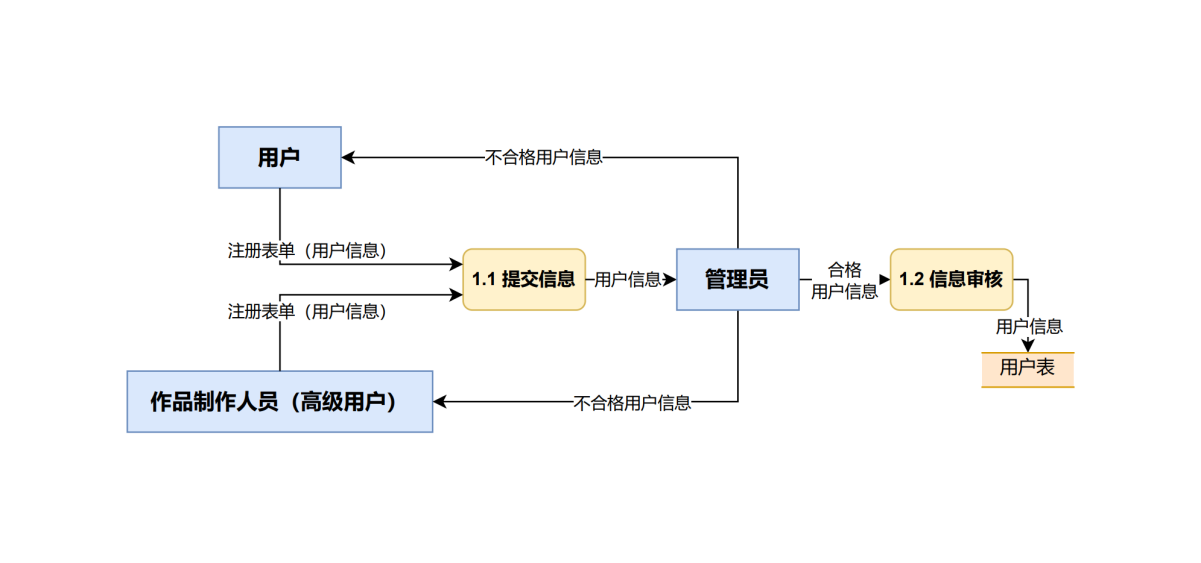 用户
不合格用户信息
注册表单（用户信息）
1.1 提交信息
用户信息
管理员
合格
用户信息
1.2 信息审核
注册表单（用户信息）
用户信息
用户表
作品制作人员（高级用户）
不合格用户信息